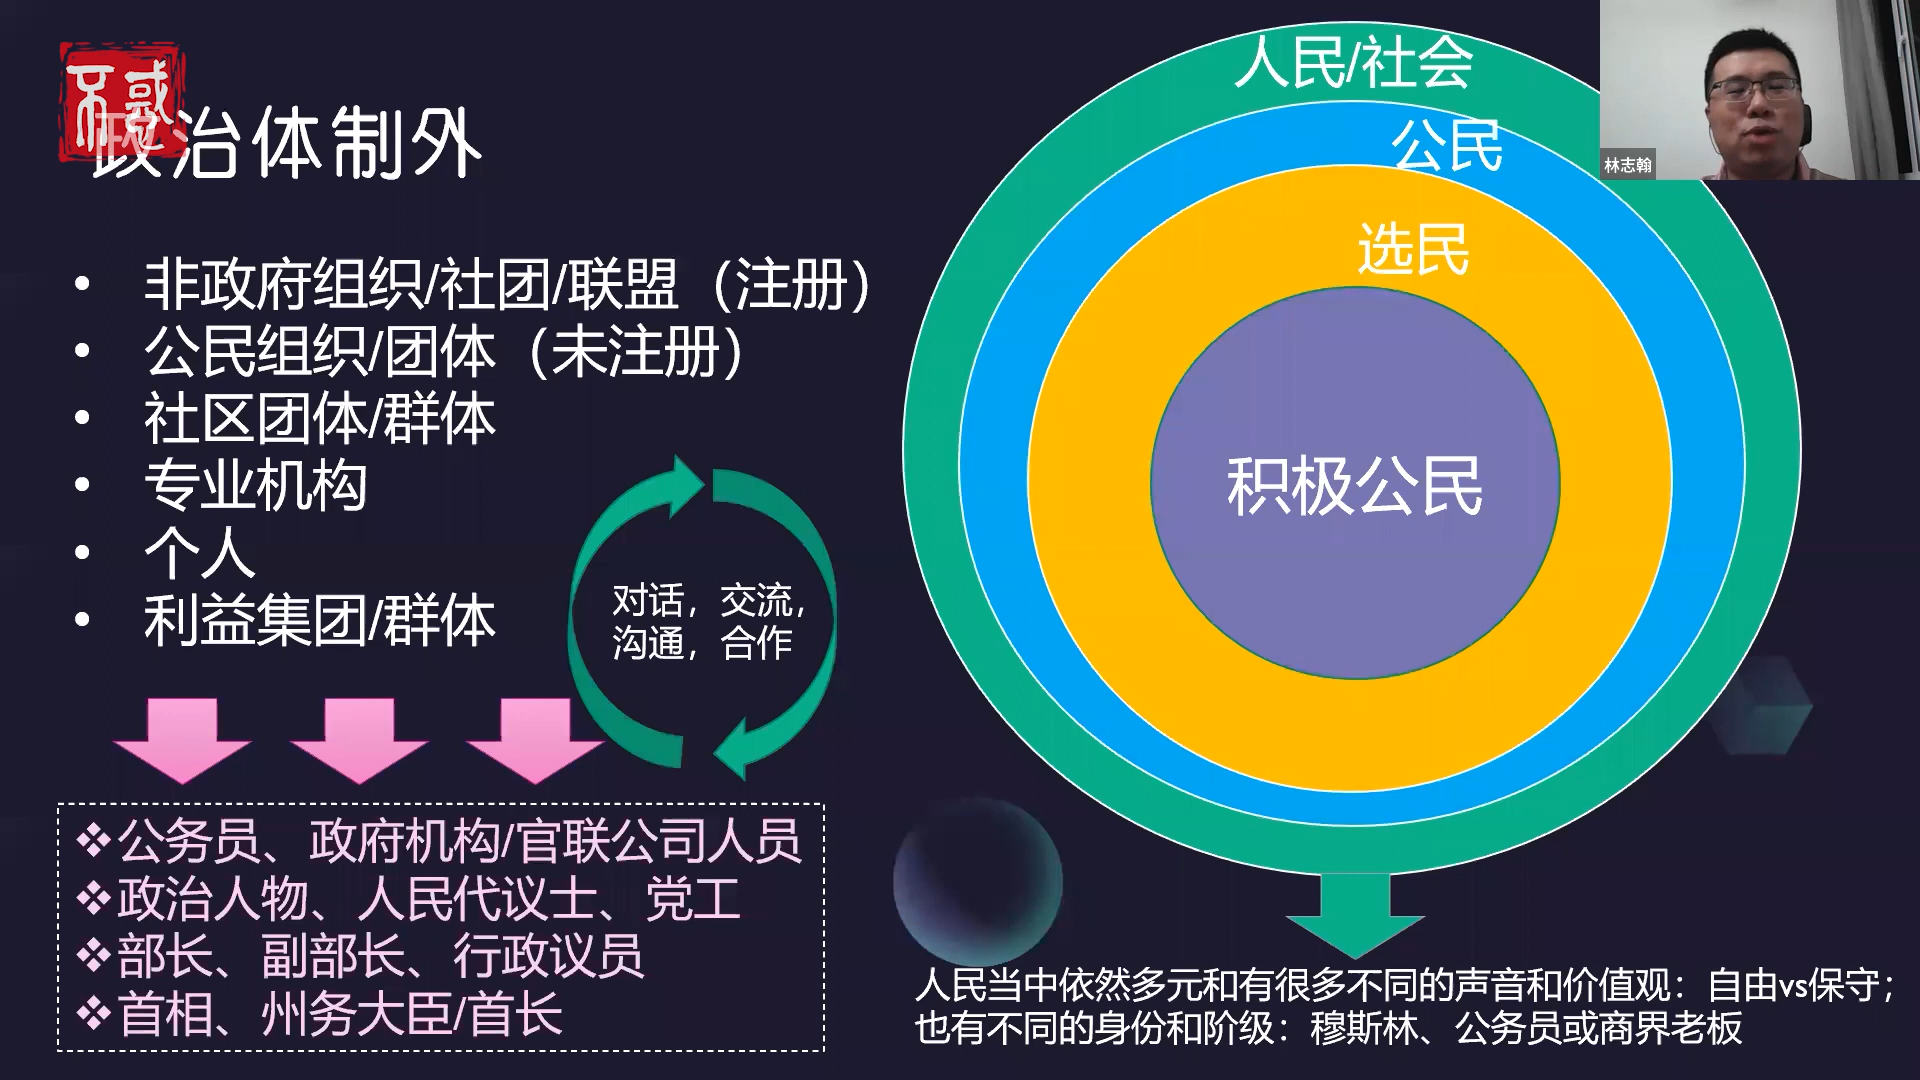 不惑
政治体制外
• 非政府组织/社团/联盟（注册）
• 公民组织/团体（未注册）
• 社区团体/群体
• 专业机构
• 个人
• 利益集团/群体
对话，交流，
沟通，合作
❖公务员、政府机构/官联公司人员
❖政治人物、人民代议士、党工
❖部长、副部长、行政议员
❖首相、州务大臣/首长
人民/社会
公民
选民
积极公民
人民当中依然多元和有很多不同的声音和价值观：自由vs保守；
也有不同的身份和阶级：穆斯林、公务员或商界老板
林志翰